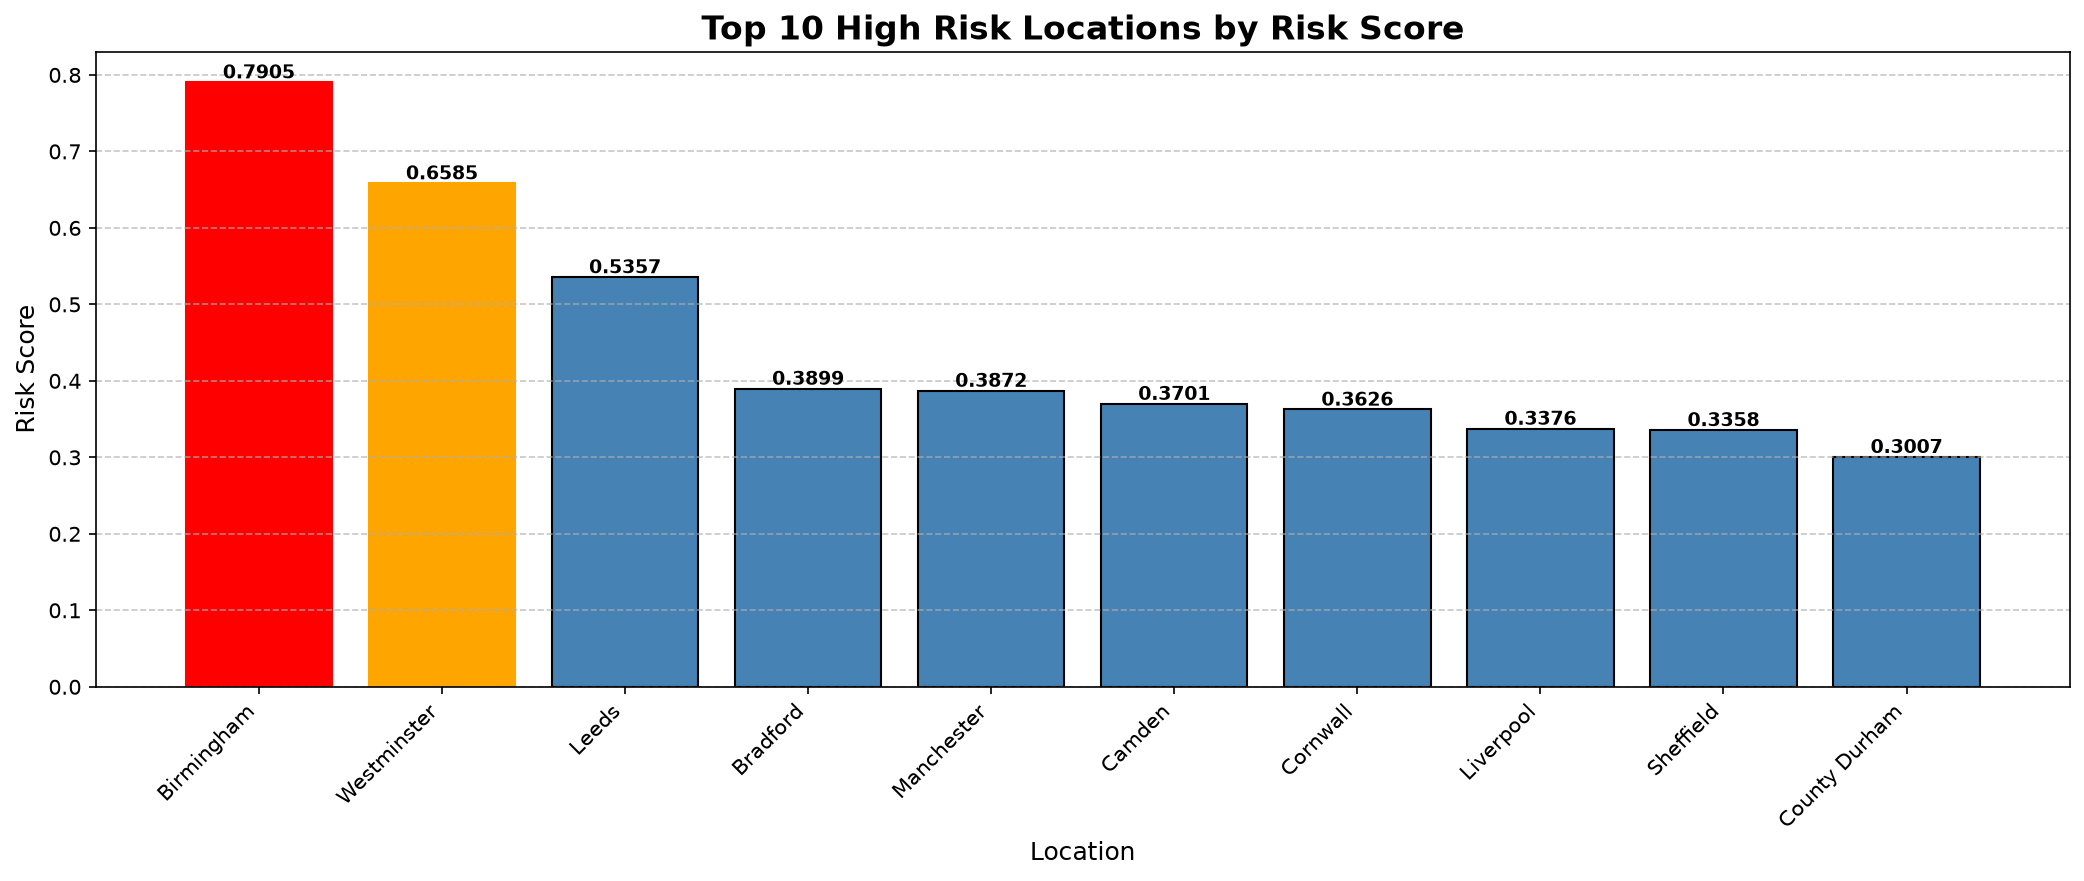 Top 10 High Risk Locations by Risk Score
Risk Score
0.8
0.7
0.6
0.5
0.4
0.3
0.2
0.1
0.0
0.7905
0.6585
0.5357
0.3899
0.3872
0.3701
0.3626
0.3376
0.3358
0.3007
Birmingham
Westminster
Leeds
Bradford
Manchester
Camden
Cornwall
Liverpool
Sheffield
County Durham
Location